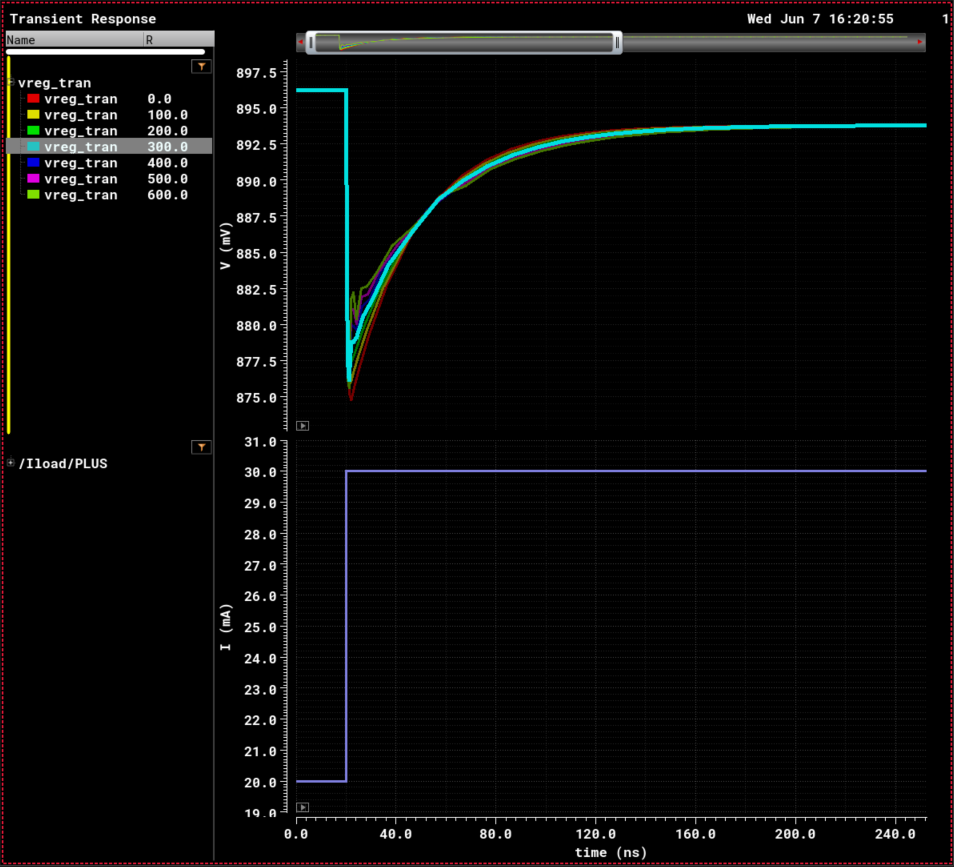 Transient Response
Wed Jun 7 16:20:55 1
Name R
vreg_tran
vreg_tran 0.0
vreg_tran 100.0
vreg_tran 200.0
vreg_tran 300.0
vreg_tran 400.0
vreg_tran 500.0
vreg_tran 600.0
V (mV)
897.5
895.0
892.5
890.0
887.5
885.0
882.5
880.0
877.5
875.0
/Iload/PLUS
I (mA)
31.0
30.0
29.0
28.0
27.0
26.0
25.0
24.0
23.0
22.0
21.0
20.0
19.0
0.0 40.0 80.0 120.0 160.0 200.0 240.0
time (ns)